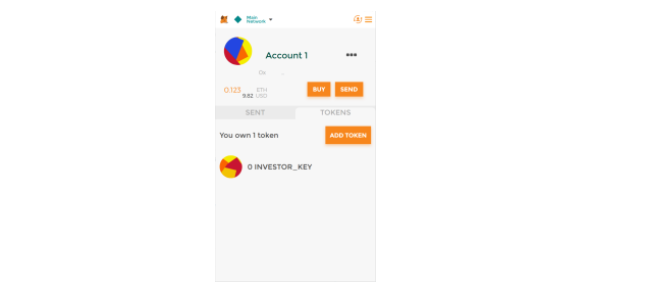 Main
Network
Account 1
0x
0.123 ETH
9.82 USD
BUY SEND
SENT TOKENS
You own 1 token
ADD TOKEN
0 INVESTOR_KEY